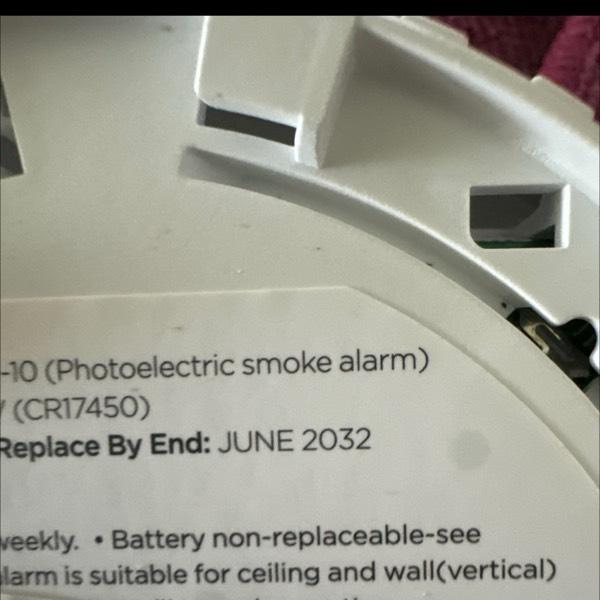 -10 (Photoelectric smoke alarm)
(CR17450)
Replace By End: JUNE 2032
weekly. • Battery non-replaceable-see
alarm is suitable for ceiling and wall(vertical)